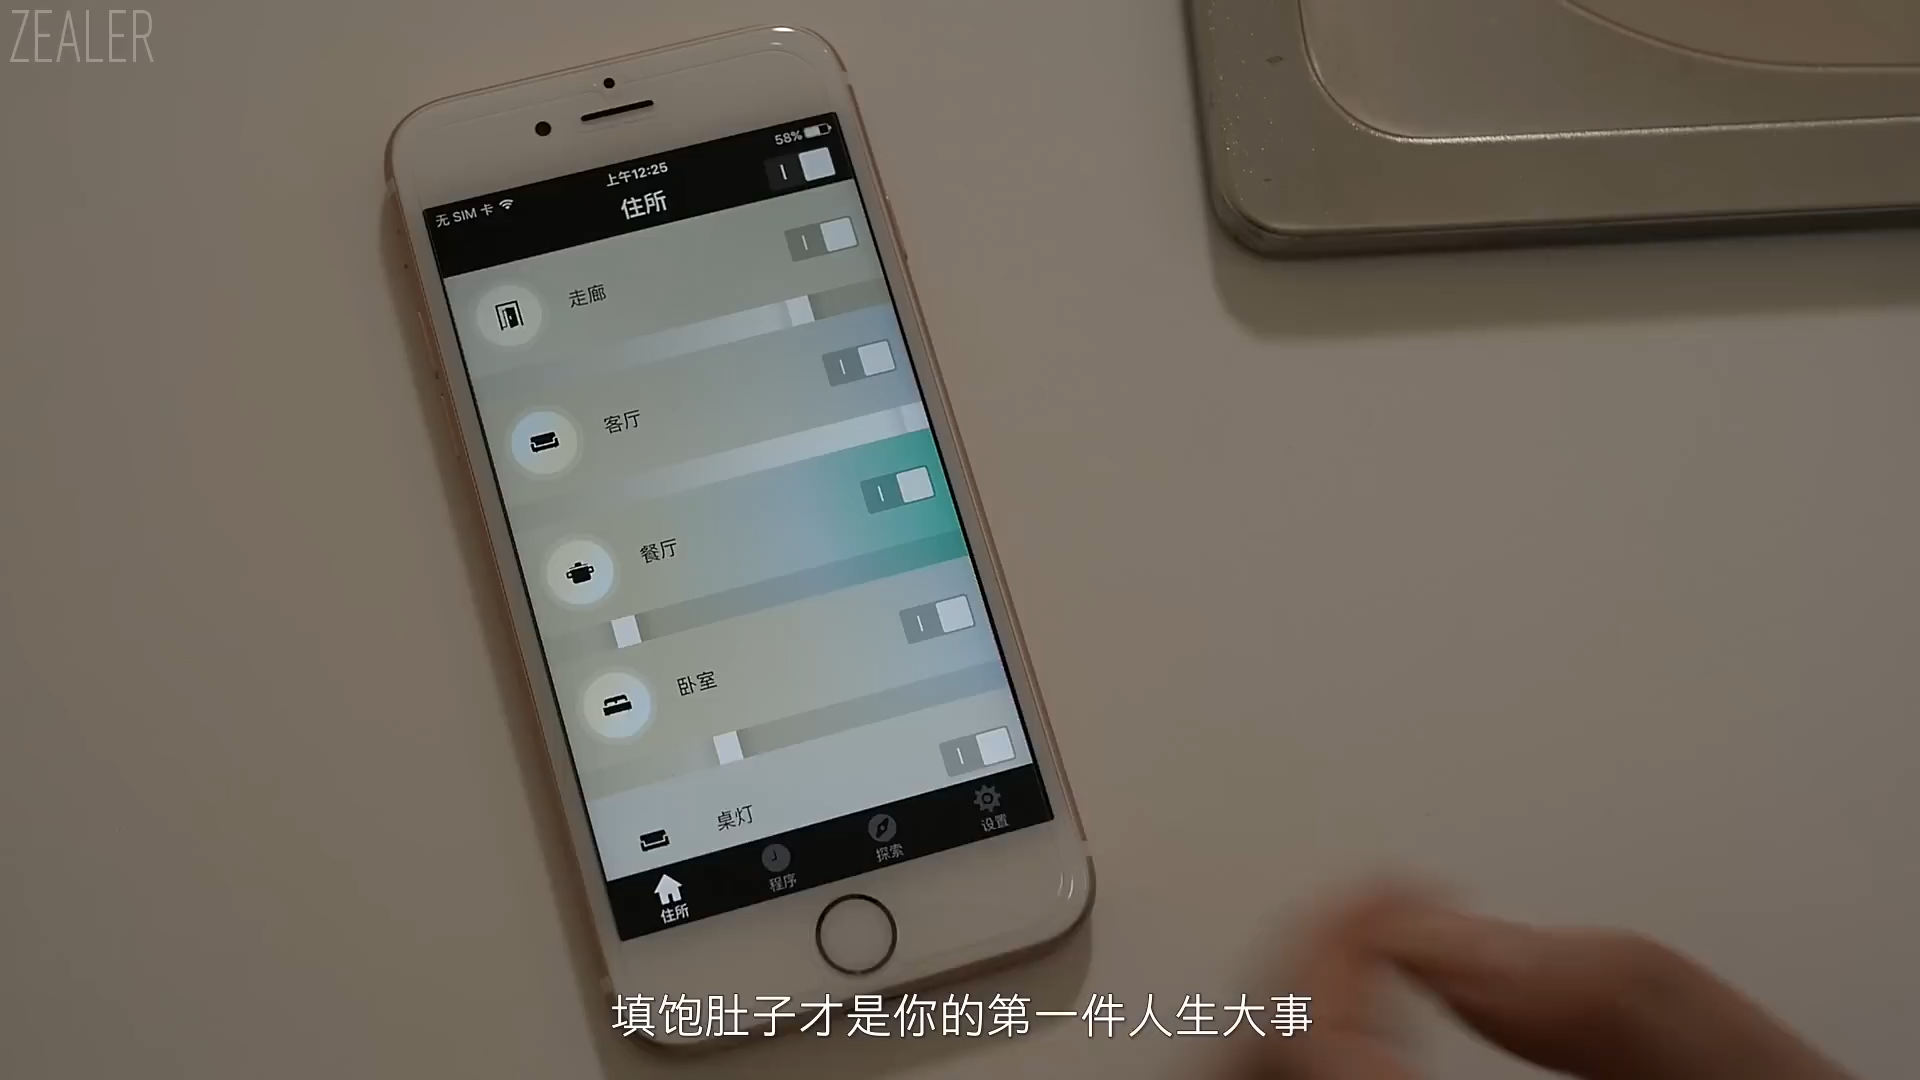 ZEALER
无 SIM 卡
上午12:25
58%
住所
走廊
客厅
餐厅
卧室
桌灯
住所
程序
探索
设置
填饱肚子才是你的第一件人生大事